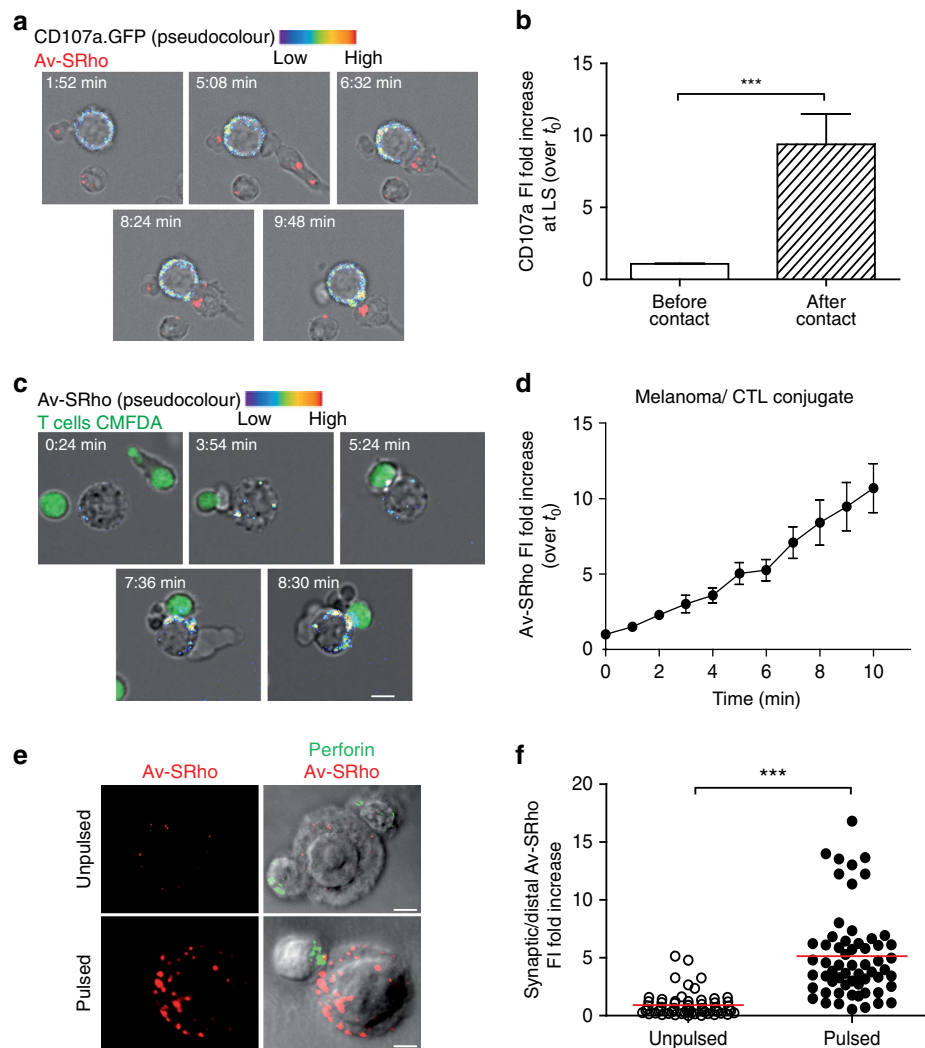 a
CD107a.GFP (pseudocolour)
Low High
Av-SRho
1:52 min
5:08 min
6:32 min
8:24 min
9:48 min
b
CD107a FI fold increase
at LS (over t0)
15
10
5
0
***
Before
contact
After
contact
c
Av-SRho (pseudocolour)
Low High
T cells CMFDA
0:24 min
3:54 min
5:24 min
7:36 min
8:30 min
d
Melanoma/ CTL conjugate
Av-SRho FI fold increase
(over t0)
15
10
5
0
0 2 4 6 8 10
Time (min)
e
Av-SRho
Perforin
Av-SRho
Unpulsed
Pulsed
f
Synaptic/distal Av-SRho
FI fold increase
20
15
10
5
0
***
Unpulsed
Pulsed